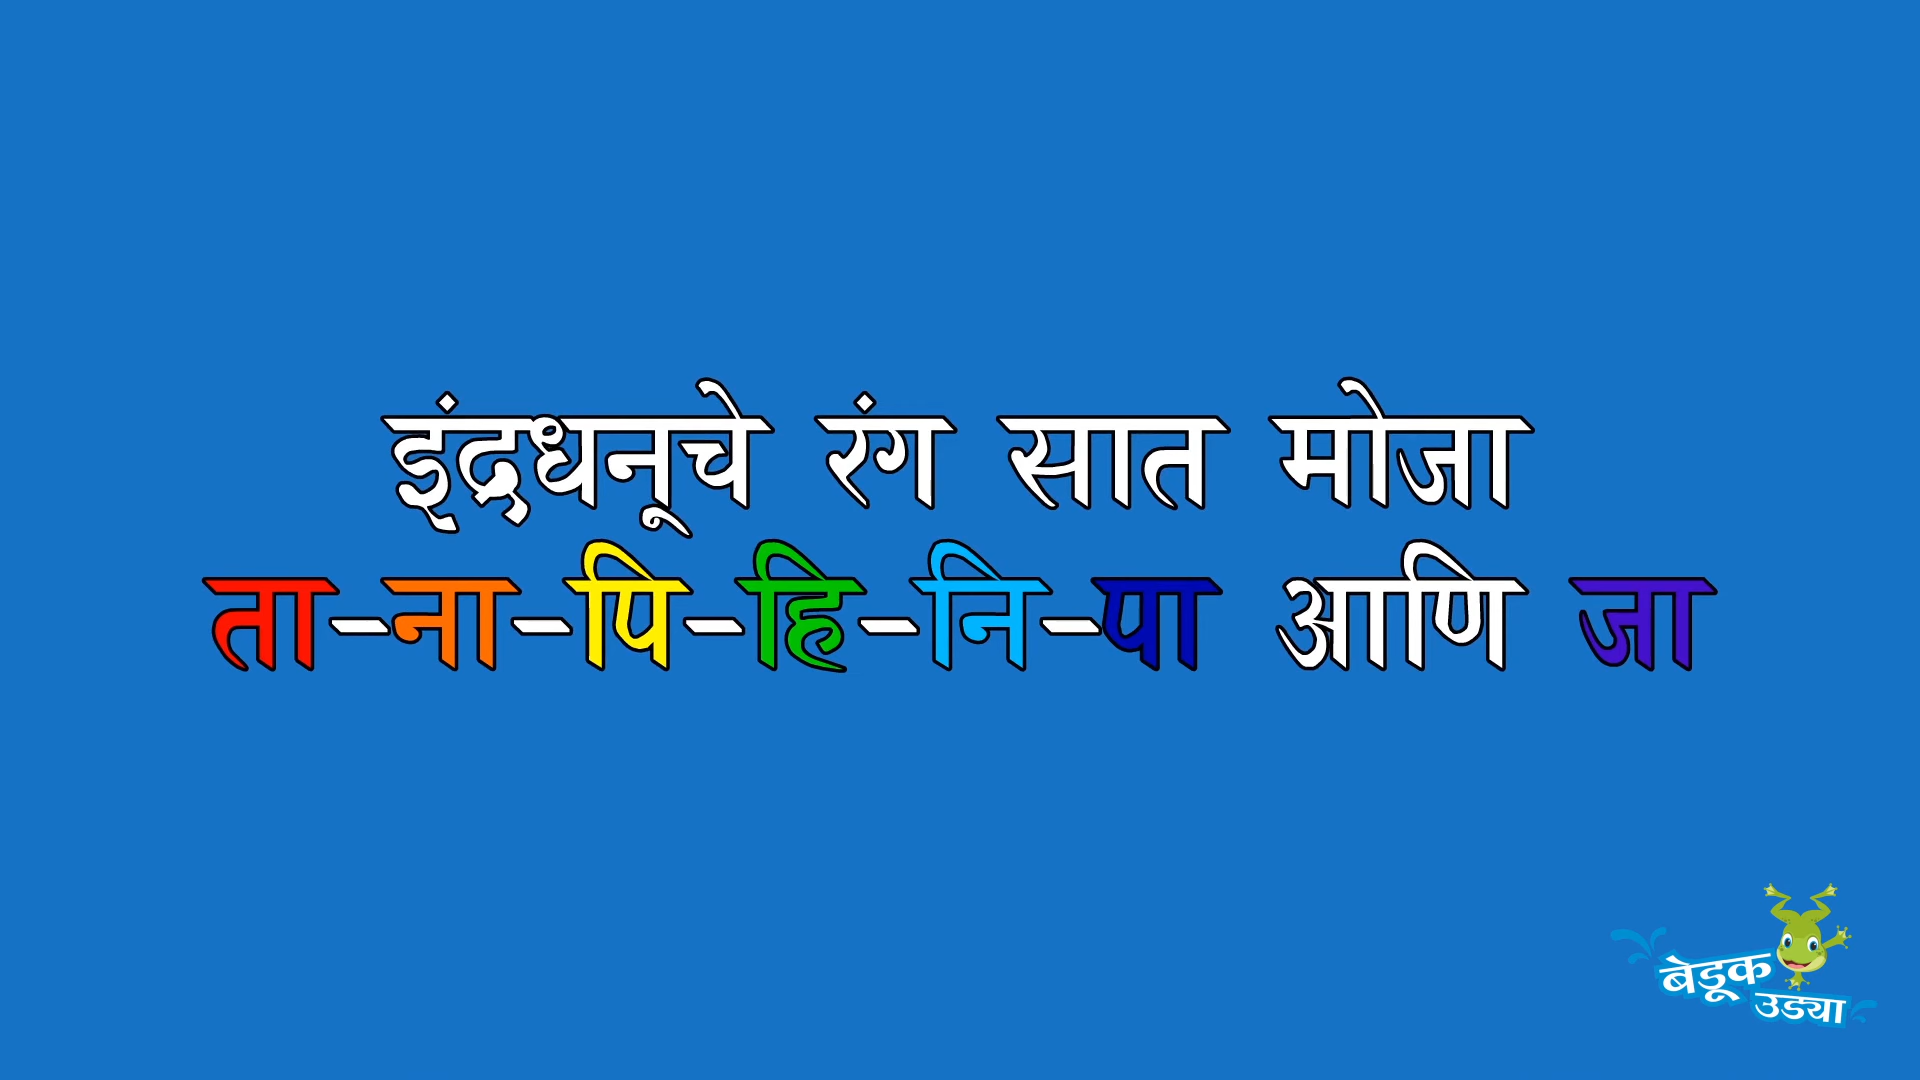 इंद्रधनूचे रंग सात मोजा
ता-ना-पि-हि-नि-पा आणि जा
बेडूक
उड्या